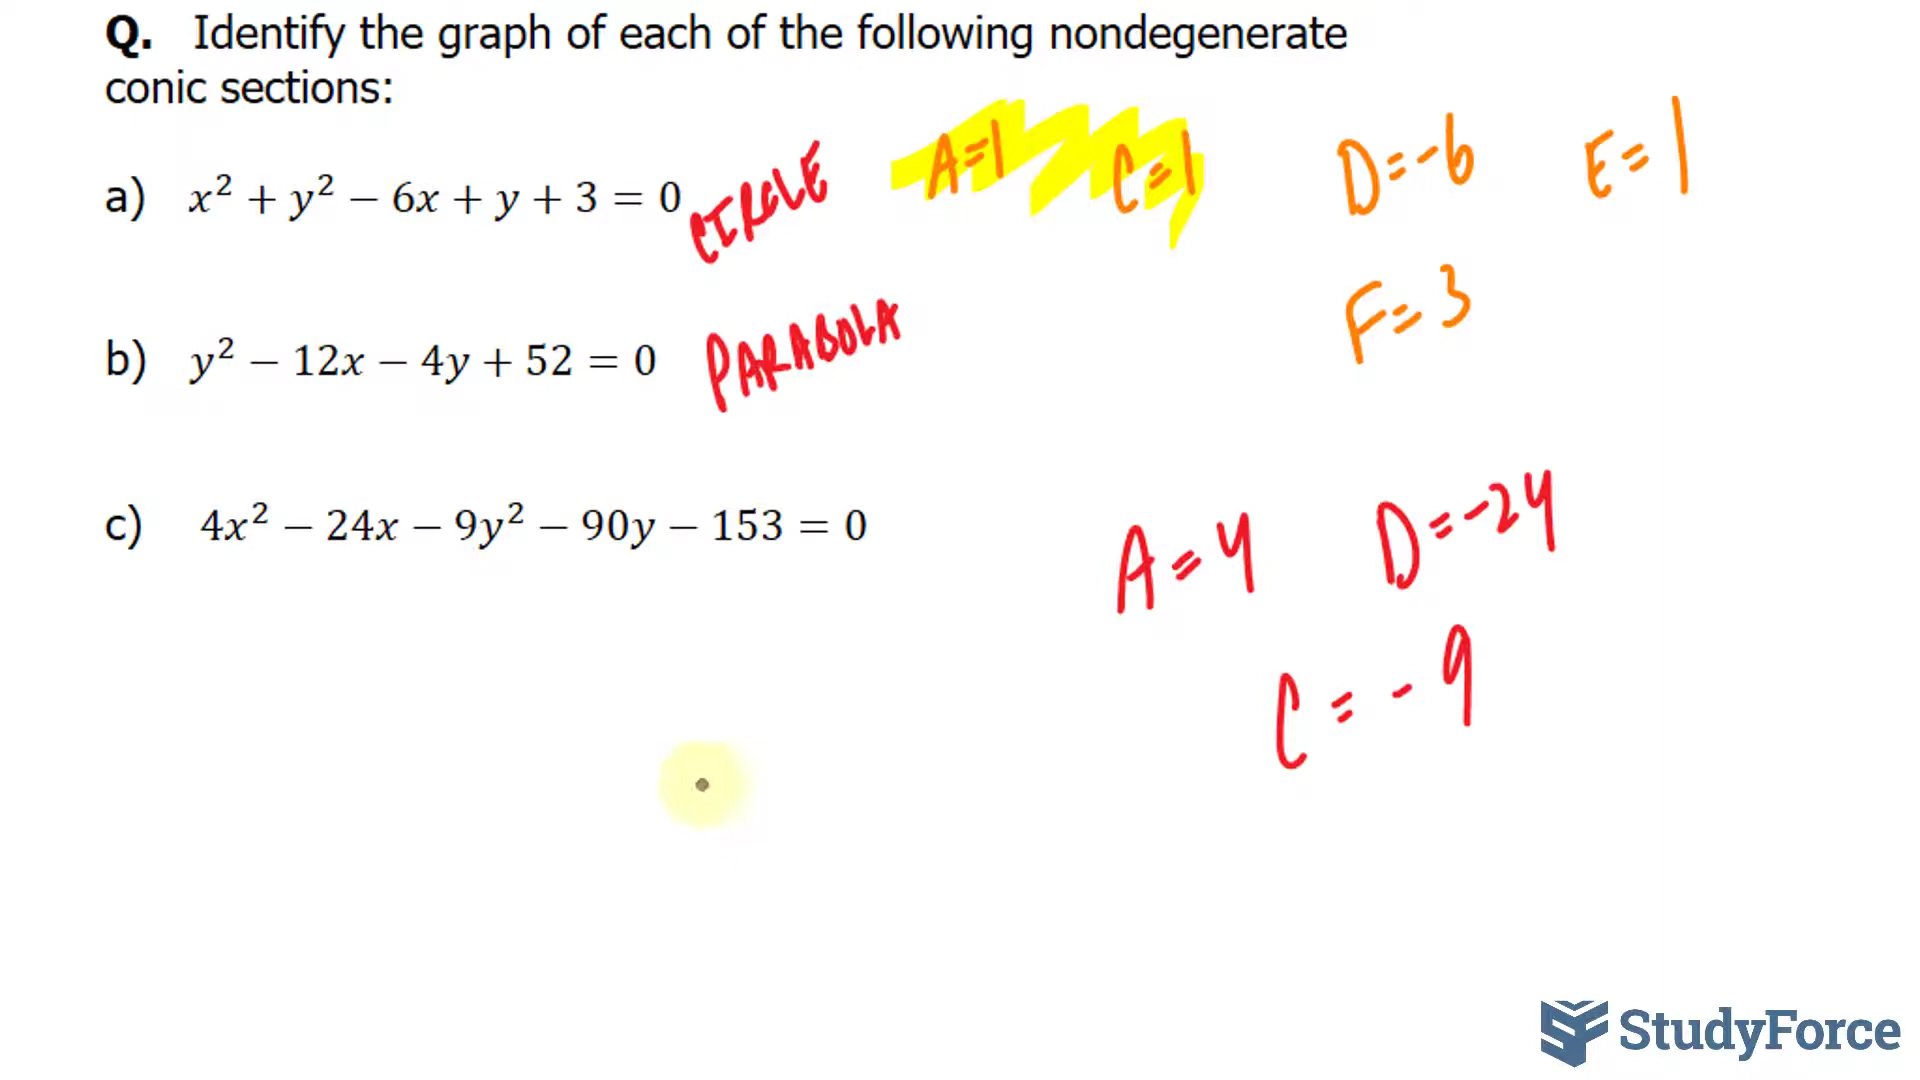 Q. Identify the graph of each of the following nondegenerate
conic sections:
a) x² + y² − 6x + y + 3 = 0 CIRCLE A=1 C=1 D=-6 E=1
F=3
b) y² − 12x − 4y + 52 = 0 PARABOLA
c) 4x² − 24x − 9y² − 90y − 153 = 0 A=4 D=-24
C=-9
StudyForce